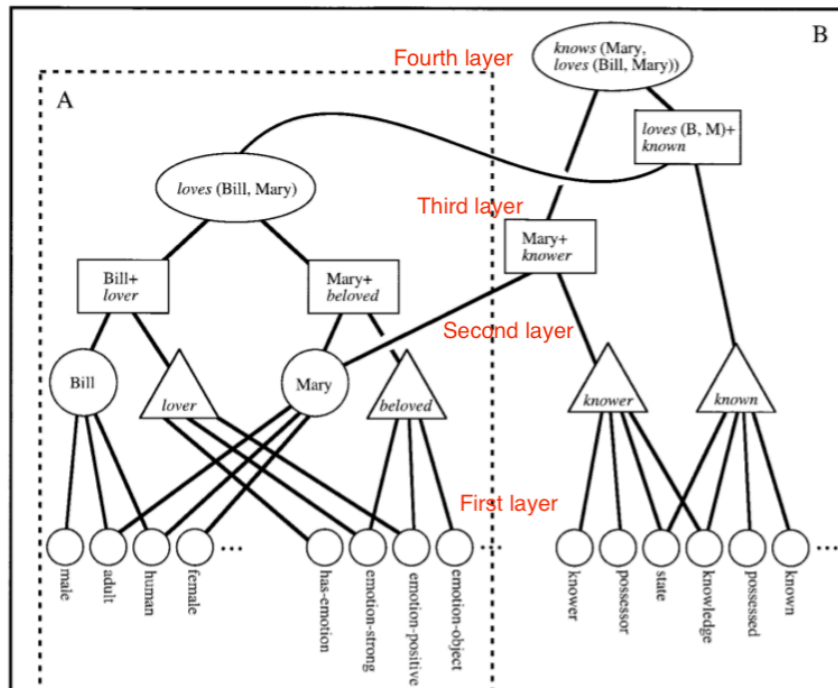 B
knows (Mary,
loves (Bill, Mary))
Fourth layer
A
loves (B, M)+
known
loves (Bill, Mary)
Third layer
Mary+
knower
Bill+
lover
Mary+
beloved
Second layer
Bill
lover
Mary
beloved
knower
known
First layer
...
...
...
male
adult
human
female
has-emotion
emotion-strong
emotion-positive
emotion-object
knower
possessor
state
knowledge
possessed
known